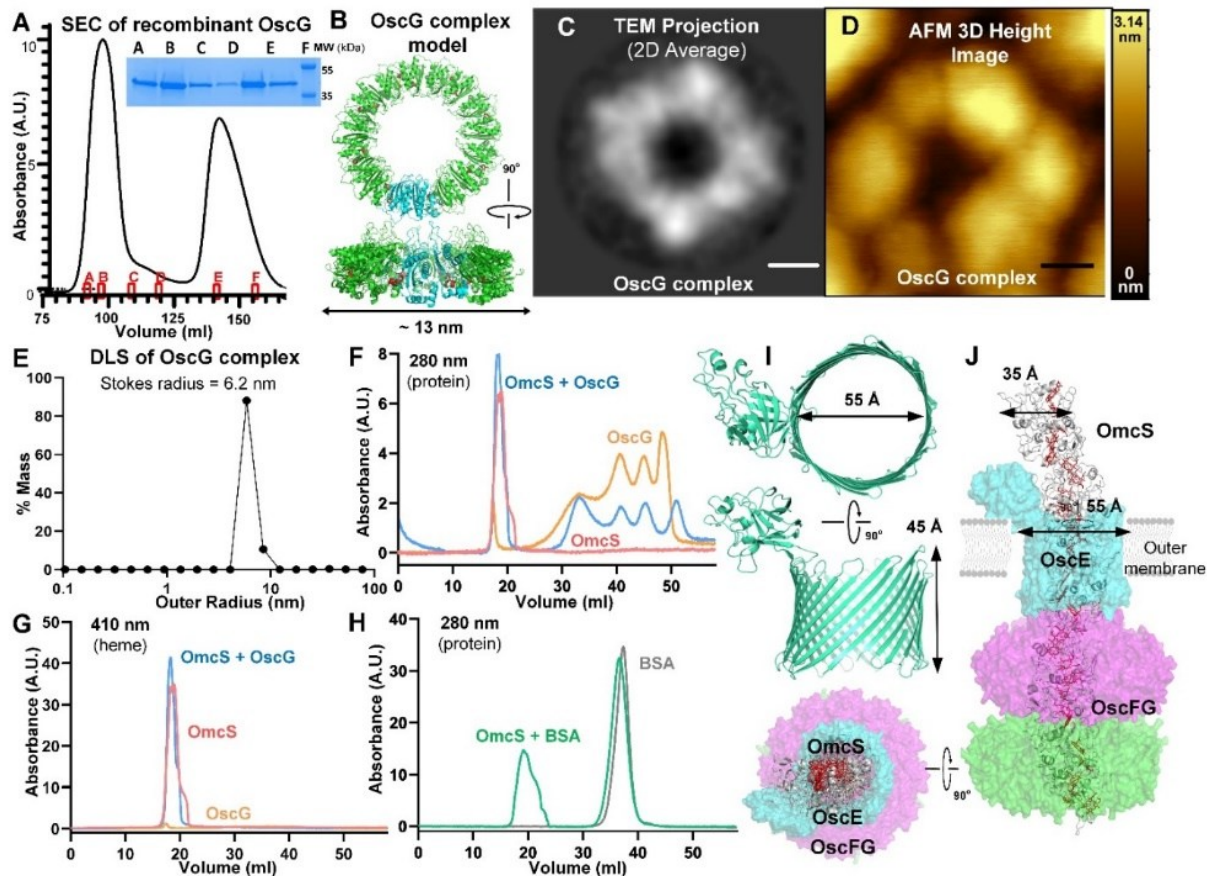 A SEC of recombinant OscG
10
5
0
Absorbance (A.U.)
A B C D E F MW (kDa)
55
35
A B C D E F
75 100 125 150
Volume (ml)
B OscG complex
model
90°
~ 13 nm
C TEM Projection
(2D Average)
OscG complex
D AFM 3D Height
Image
OscG complex
3.14
nm
0
nm
E DLS of OscG complex
Stokes radius = 6.2 nm
100
80
60
40
20
0
% Mass
0.1 1 10 100
Outer Radius (nm)
F 280 nm
(protein)
OmcS + OscG
OscG
OmcS
8
6
4
2
0
Absorbance (A.U.)
0 10 20 30 40 50
Volume (ml)
G 410 nm
(heme)
OmcS + OscG
OmcS
OscG
50
40
30
20
10
0
Absorbance (A.U.)
0 10 20 30 40 50
Volume (ml)
H 280 nm
(protein)
BSA
OmcS + BSA
40
30
20
10
0
Absorbance (A.U.)
0 10 20 30 40 50
Volume (ml)
I
55 Å
90°
45 Å
J
35 Å
OmcS
55 Å
OscE
Outer
membrane
OscFG
OmcS
OscE
OscFG
90°